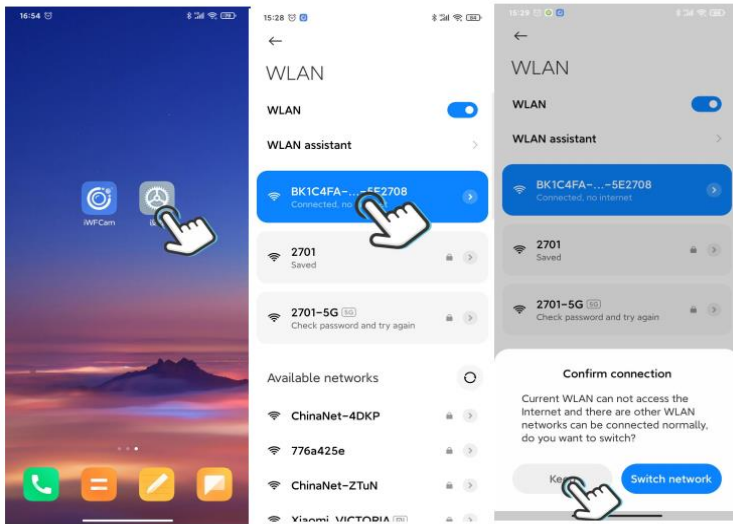 16:54
iWFCam
15:28
WLAN
WLAN
WLAN assistant
BK1C4FA-...-5E2708
Connected, no
2701
Saved
2701-5G 5G
Check password and try again
Available networks
ChinaNet-4DKP
776a425e
ChinaNet-ZTuN
Xiaomi_VICTORIA
15:29
WLAN
WLAN
WLAN assistant
BK1C4FA-...-5E2708
Connected, no internet
2701
Saved
2701-5G 5G
Check password and try again
Confirm connection
Current WLAN can not access the
Internet and there are other WLAN
networks can be connected normally,
do you want to switch?
Keep
Switch network